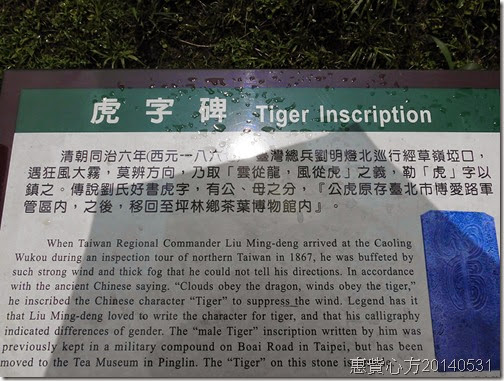 虎字碑 Tiger Inscription
清朝同治六年(西元一八六 臺灣總兵劉明燈北巡行經草嶺埡口，
遇狂風大霧，莫辨方向，乃取「雲從龍，風從虎」之義，勒「虎」字以
鎮之。傳說劉氏好書虎字，有公、母之分，『公虎原存臺北市博愛路軍
管區內，之後，移回至坪林鄉茶葉博物館內』。
When Taiwan Regional Commander Liu Ming-deng arrived at the Caoling
Wukou during an inspection tour of northern Taiwan in 1867, he was buffeted by
such strong wind and thick fog that he could not tell his directions. In accordance
with the ancient Chinese saying. “Clouds obey the dragon, winds obey the tiger,”
he inscribed the Chinese character “Tiger” to suppress the wind. Legend has it
that Liu Ming-deng loved to write the character for tiger, and that his calligraphy
indicated differences of gender. The “male Tiger” inscription written by him was
previously kept in a military compound on Boai Road in Taipei, but has been
moved to the Tea Museum in Pinglin. The “Tiger” on this stone is
惠質心方20140531